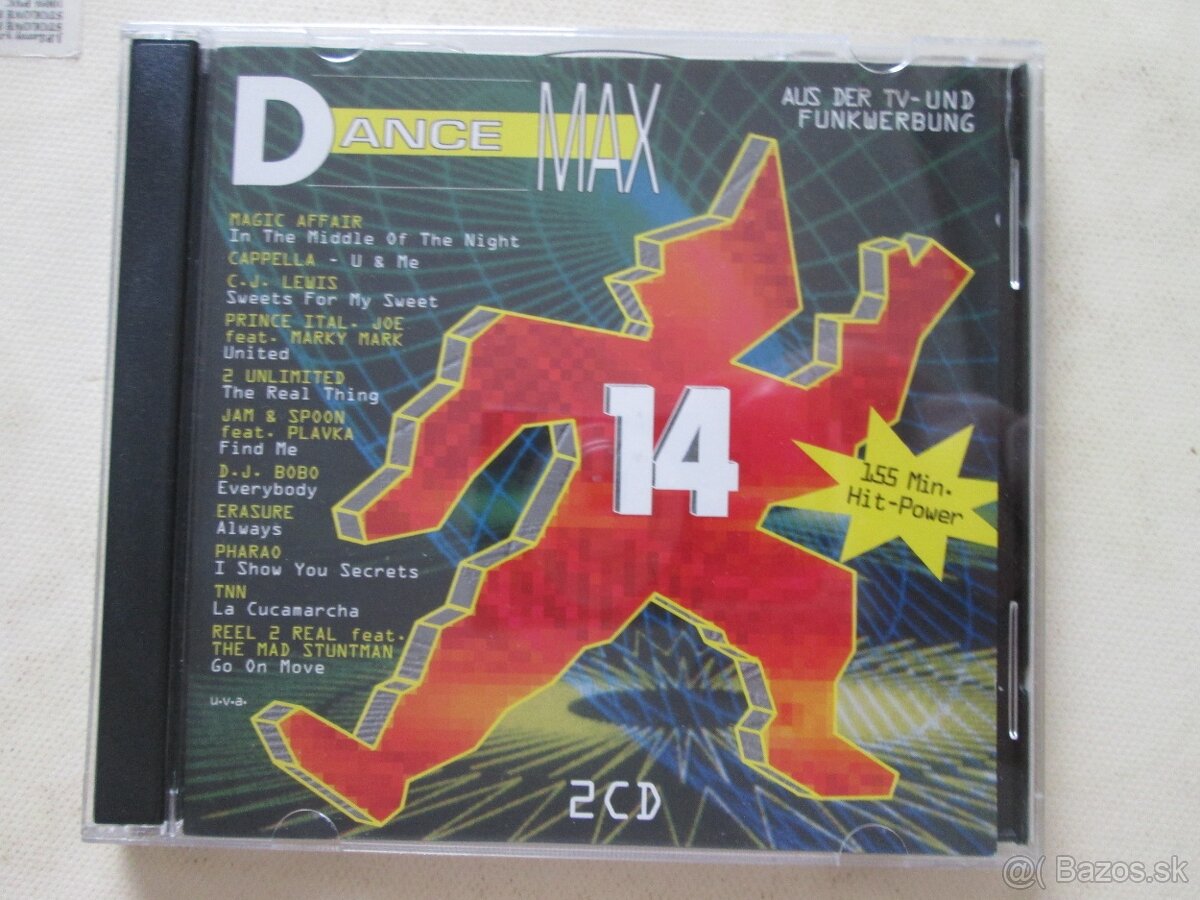 DANCE MAX
AUS DER TV-UND
FUNKWERBUNG
MAGIC AFFAIR
In The Middle Of The Night
CAPPELLA - U & Me
C.J. LEWIS
Sweets For My Sweet
PRINCE ITAL. JOE
feat. MARKY MARK
United
2 UNLIMITED
The Real Thing
JAM & SPOON
feat. PLAVKA
Find Me
D.J. BOBO
Everybody
ERASURE
Always
PHARAO
I Show You Secrets
TNN
La Cucamarcha
REEL 2 REAL feat.
THE MAD STUNTMAN
Go On Move
u.v.a.
14
155 Min.
Hit-Power
2CD
@( Bazos.sk